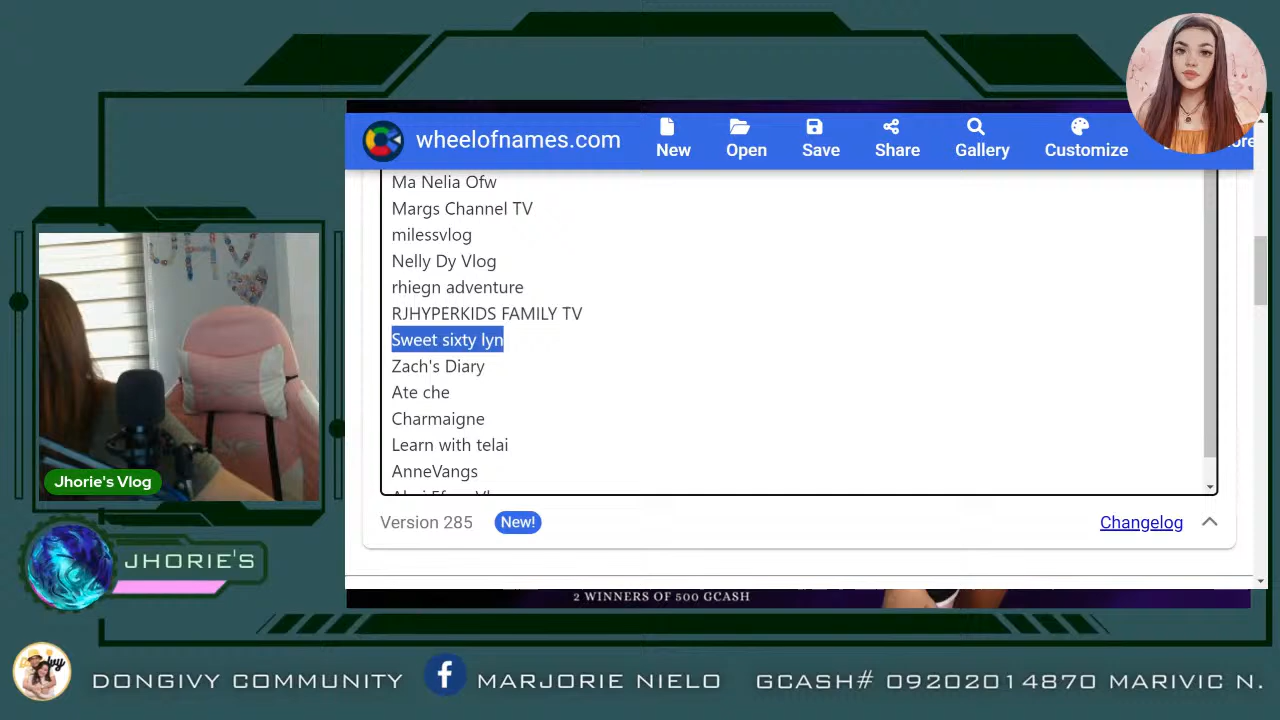 wheelofnames.com
New
Open
Save
Share
Gallery
Customize
Ma Nelia Ofw
Margs Channel TV
milessvlog
Nelly Dy Vlog
rhiegn adventure
RJHYPERKIDS FAMILY TV
Sweet sixty lyn
Zach's Diary
Ate che
Charmaigne
Learn with telai
AnneVangs
Version 285 New! Changelog
2 WINNERS OF 500 GCASH
JHV
Jhorie's Vlog
JHORIE'S
DONGIVY COMMUNITY
f MARJORIE NIELO
GCASH# 09202014870 MARIVIC N.